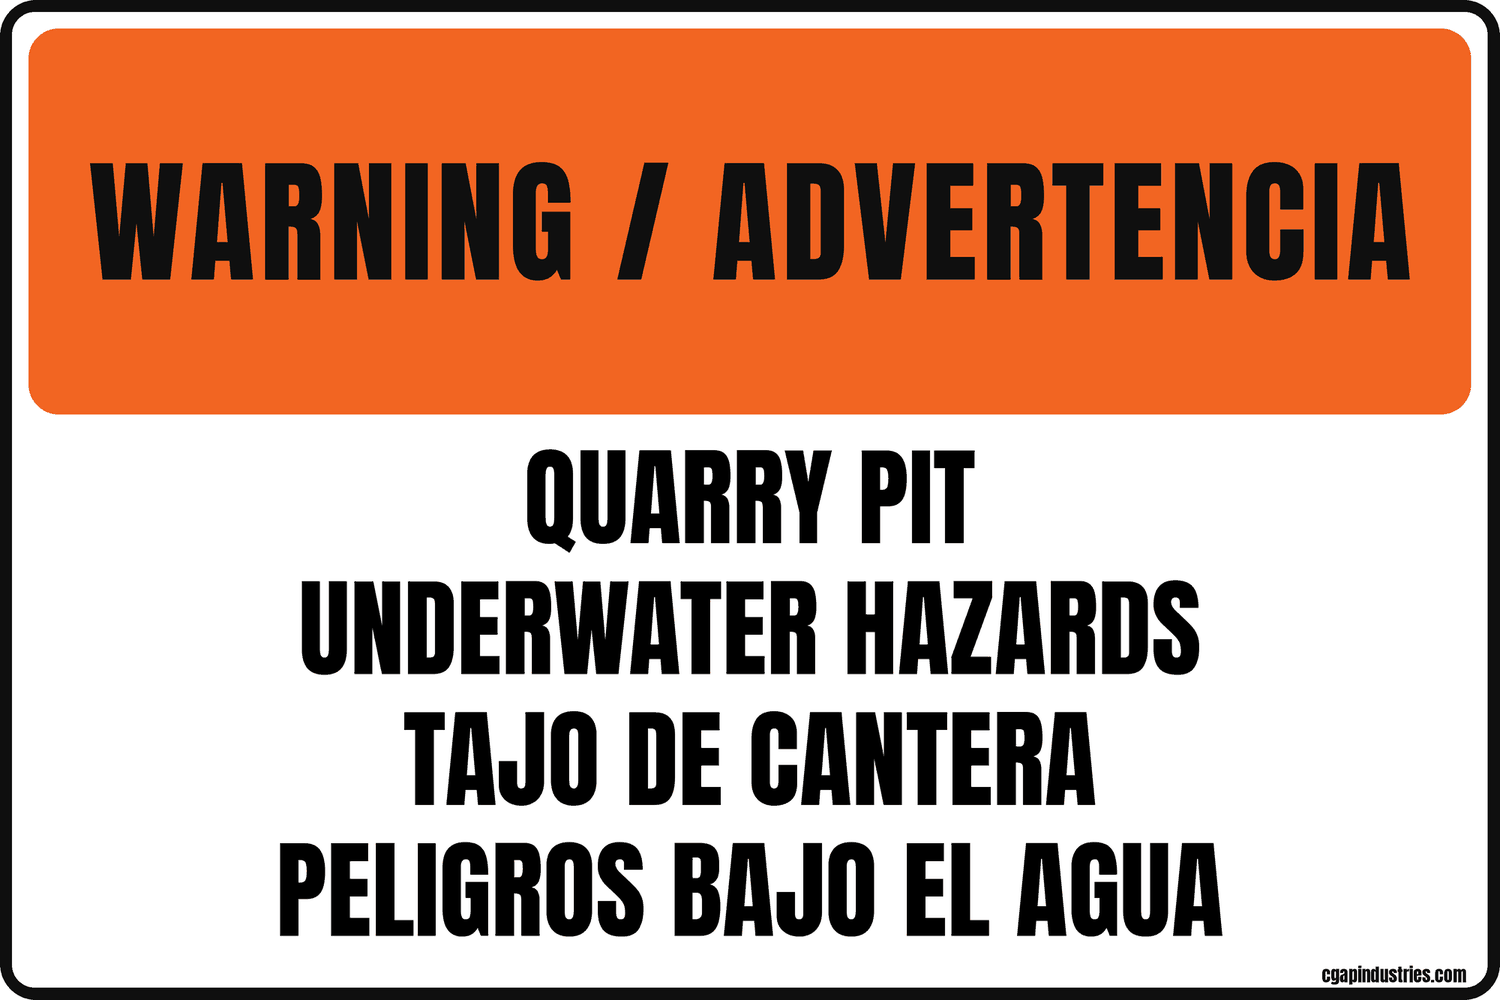 WARNING / ADVERTENCIA
QUARRY PIT
UNDERWATER HAZARDS
TAJO DE CANTERA
PELIGROS BAJO EL AGUA
cgapindustries.com